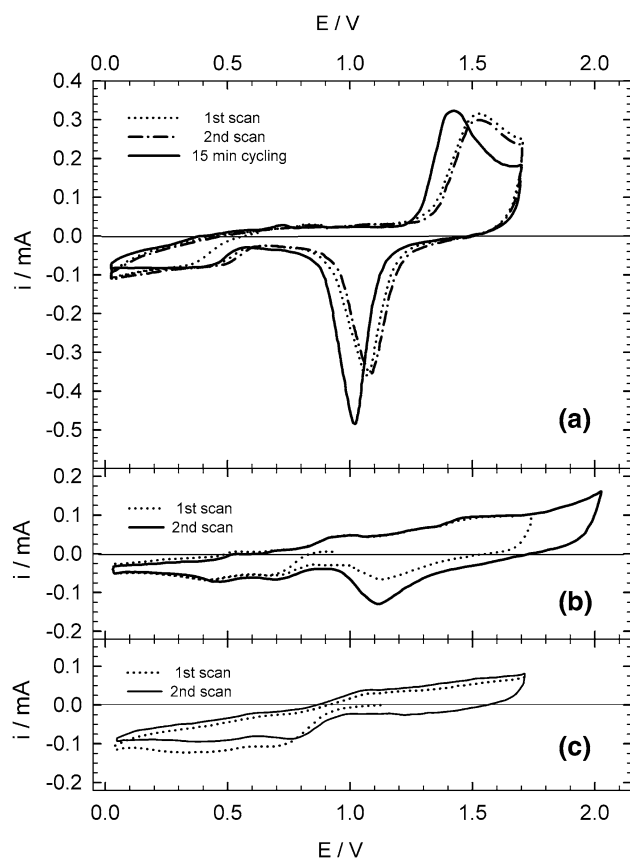 E / V
0.0 0.5 1.0 1.5 2.0
0.4
0.3
0.2
0.1
0.0
-0.1
-0.2
-0.3
-0.4
-0.5
i / mA
1st scan
2nd scan
15 min cycling
(a)
0.2
0.1
0.0
-0.1
-0.2
i / mA
1st scan
2nd scan
(b)
0.1
0.0
-0.1
-0.2
i / mA
1st scan
2nd scan
(c)
0.0 0.5 1.0 1.5 2.0
E / V